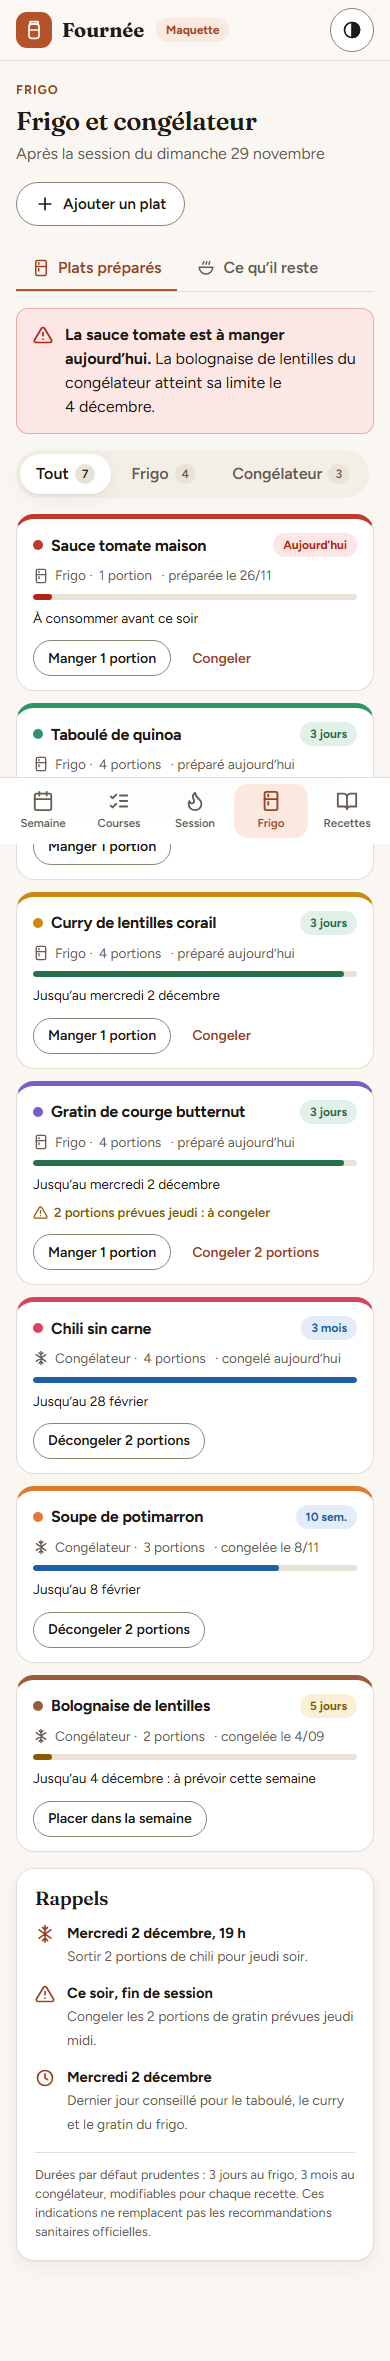 Fournée
Maquette
FRIGO
Frigo et congélateur
Après la session du dimanche 29 novembre
Ajouter un plat
Plats préparés
Ce qu’il reste
La sauce tomate est à manger
aujourd’hui. La bolognaise de lentilles du
congélateur atteint sa limite le
4 décembre.
Tout 7
Frigo 4
Congélateur 3
Sauce tomate maison
Aujourd’hui
Frigo · 1 portion · préparée le 26/11
À consommer avant ce soir
Manger 1 portion
Congeler
Taboulé de quinoa
3 jours
Frigo · 4 portions · préparé aujourd’hui
Semaine
Courses
Session
Frigo
Recettes
Manger 1 portion
Curry de lentilles corail
3 jours
Frigo · 4 portions · préparé aujourd’hui
Jusqu’au mercredi 2 décembre
Manger 1 portion
Congeler
Gratin de courge butternut
3 jours
Frigo · 4 portions · préparé aujourd’hui
Jusqu’au mercredi 2 décembre
2 portions prévues jeudi : à congeler
Manger 1 portion
Congeler 2 portions
Chili sin carne
3 mois
Congélateur · 4 portions · congelé aujourd’hui
Jusqu’au 28 février
Décongeler 2 portions
Soupe de potimarron
10 sem.
Congélateur · 3 portions · congelée le 8/11
Jusqu’au 8 février
Décongeler 2 portions
Bolognaise de lentilles
5 jours
Congélateur · 2 portions · congelée le 4/09
Jusqu’au 4 décembre : à prévoir cette semaine
Placer dans la semaine
Rappels
Mercredi 2 décembre, 19 h
Sortir 2 portions de chili pour jeudi soir.
Ce soir, fin de session
Congeler les 2 portions de gratin prévues jeudi
midi.
Mercredi 2 décembre
Dernier jour conseillé pour le taboulé, le curry
et le gratin du frigo.
Durées par défaut prudentes : 3 jours au frigo, 3 mois au
congélateur, modifiables pour chaque recette. Ces
indications ne remplacent pas les recommandations
sanitaires officielles.